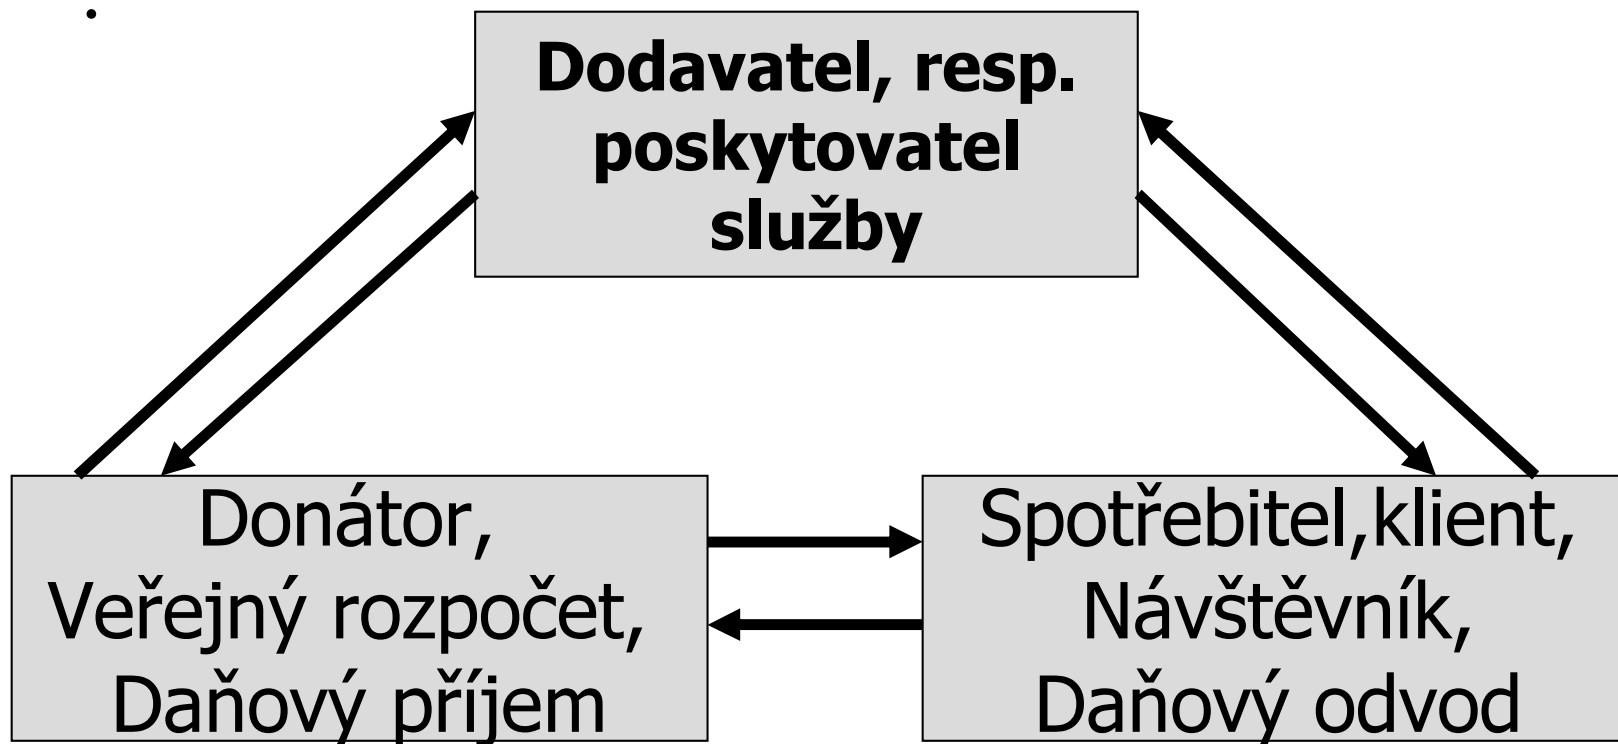 .
Dodavatel, resp.
poskytovatel
služby
Donátor,
Veřejný rozpočet,
Daňový příjem
Spotřebitel,klient,
Návštěvník,
Daňový odvod